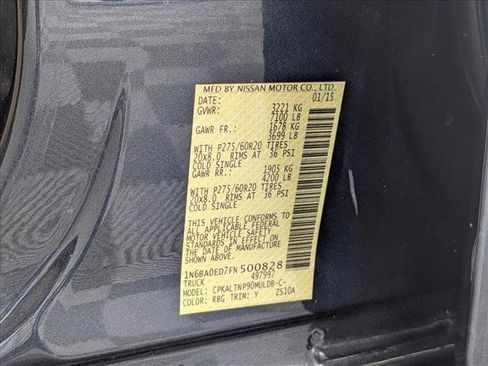 MFD BY NISSAN MOTOR CO., LTD.
DATE: 01/15
GVWR: 3221 KG
7100 LB
GAWR FR.: 1678 KG
3699 LB
WITH P275/60R20 TIRES
20x8.0 RIMS AT 36 PSI
COLD SINGLE
GAWR RR.: 1905 KG
4200 LB
WITH P275/60R20 TIRES
20x8.0 RIMS AT 36 PSI
COLD SINGLE
THIS VEHICLE CONFORMS TO
ALL APPLICABLE FEDERAL
MOTOR VEHICLE SAFETY
STANDARDS IN EFFECT ON
THE DATE OF MANUFACTURE
SHOWN ABOVE.
1N6BA0ED7FN500828
TRUCK 497997
MODEL: CPKALTNP90MULDB-C-
COLOR: RBG TRIM: Y ZS10A